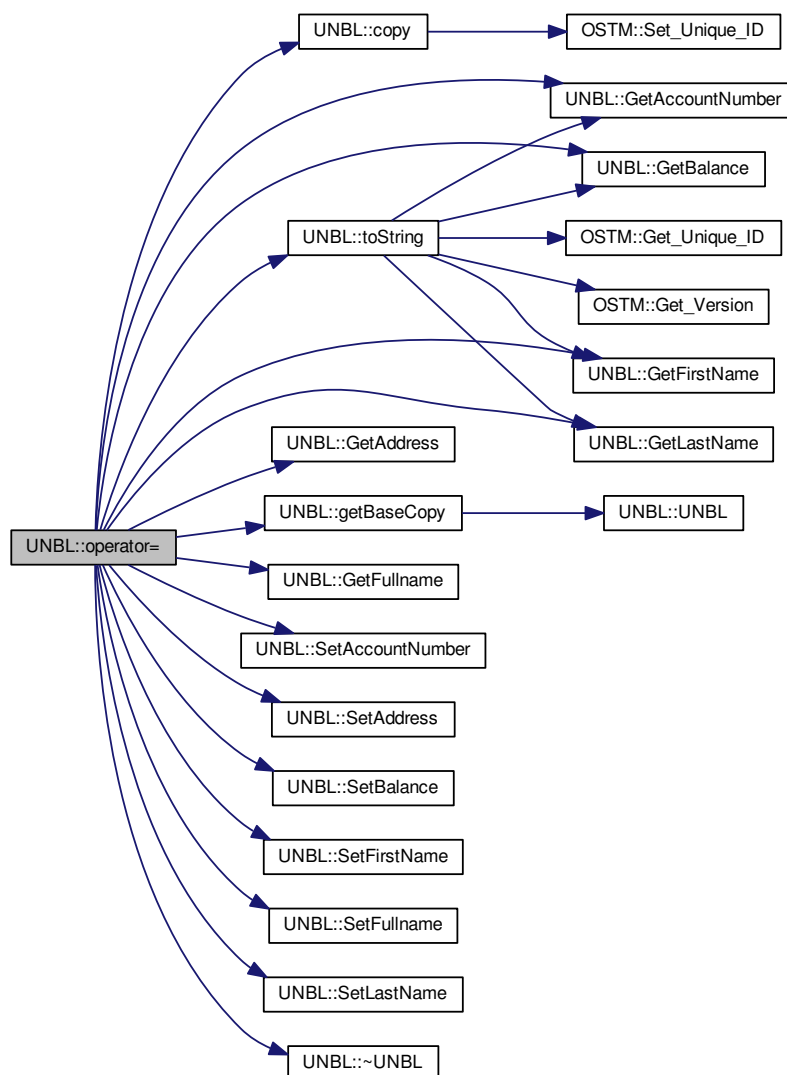 UNBL::copy
OSTM::Set_Unique_ID
UNBL::GetAccountNumber
UNBL::GetBalance
UNBL::toString
OSTM::Get_Unique_ID
OSTM::Get_Version
UNBL::GetFirstName
UNBL::GetAddress
UNBL::GetLastName
UNBL::getBaseCopy
UNBL::UNBL
UNBL::operator=
UNBL::GetFullname
UNBL::SetAccountNumber
UNBL::SetAddress
UNBL::SetBalance
UNBL::SetFirstName
UNBL::SetFullname
UNBL::SetLastName
UNBL::~UNBL